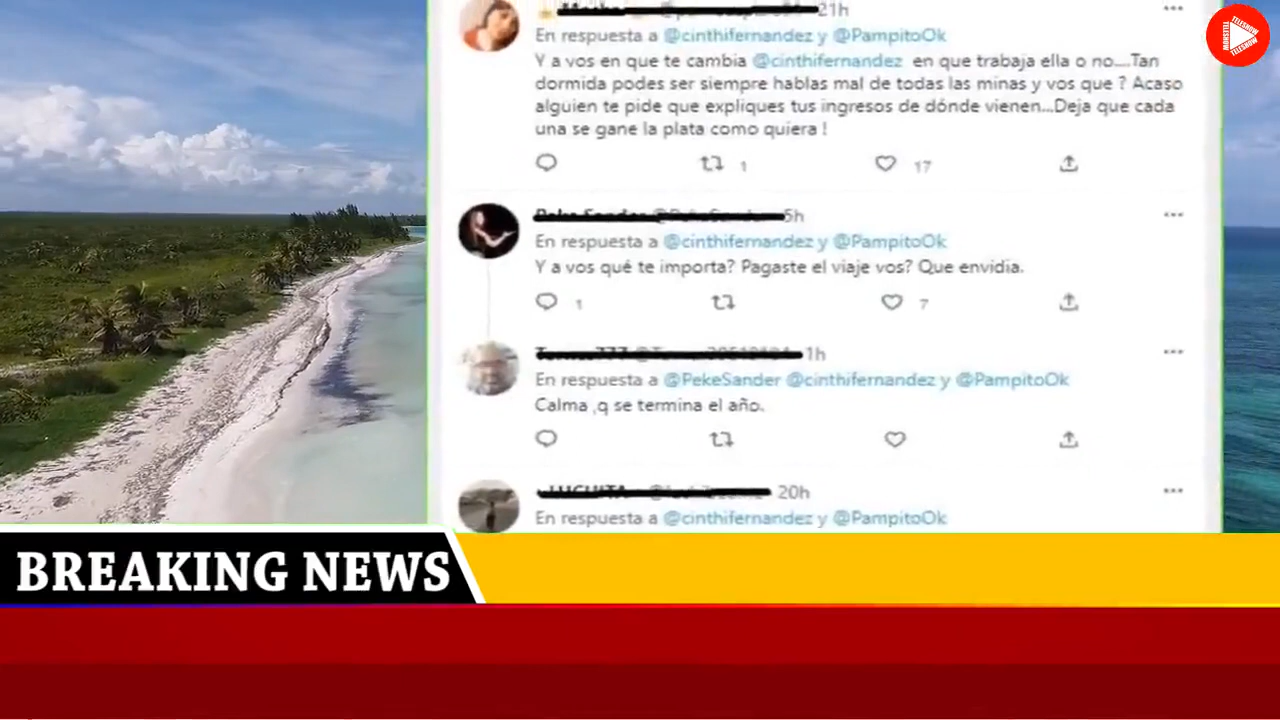 21h
En respuesta a @cinthifernandez y @PampitoOk
Y a vos en que te cambia @cinthifernandez en que trabaja ella o no....Tan
dormida podes ser siempre hablas mal de todas las minas y vos que ? Acaso
alguien te pide que expliques tus ingresos de dónde vienen...Deja que cada
una se gane la plata como quiera !
1 17
5h
En respuesta a @cinthifernandez y @PampitoOk
Y a vos qué te importa? Pagaste el viaje vos? Que envidia.
1 7
1h
En respuesta a @PekeSander @cinthifernandez y @PampitoOk
Calma ,q se termina el año.
20h
En respuesta a @cinthifernandez y @PampitoOk
BREAKING NEWS
MONSTER
TELESHOW
TELESHOW